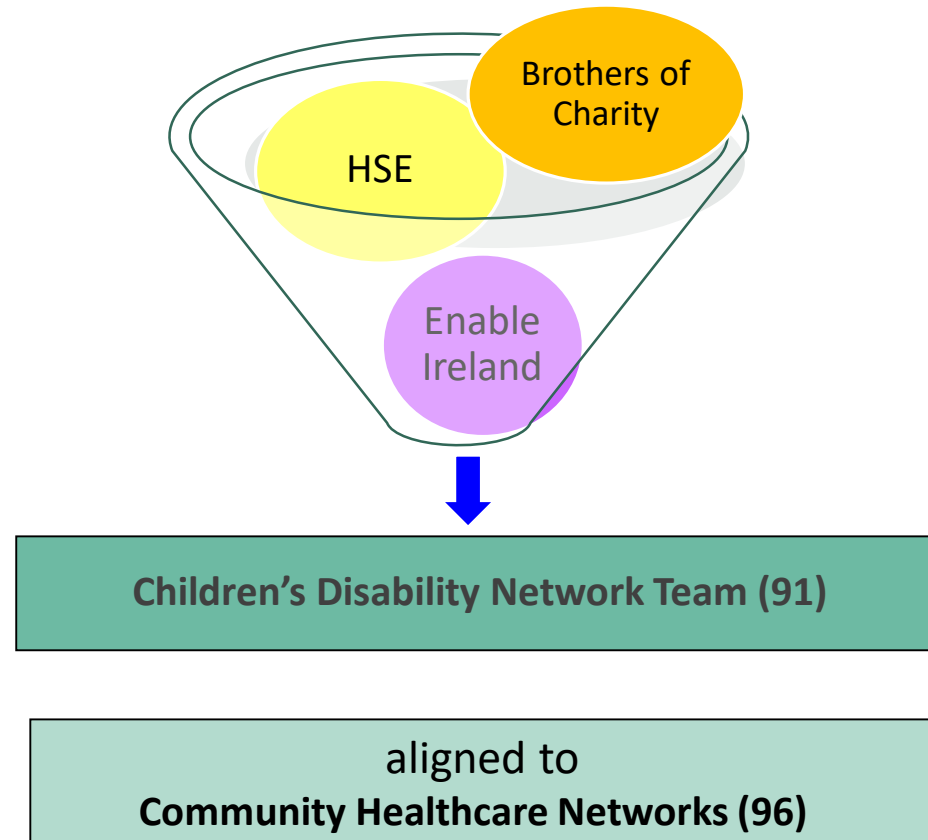 Brothers of
Charity
HSE
Enable
Ireland
Children’s Disability Network Team (91)
aligned to
Community Healthcare Networks (96)